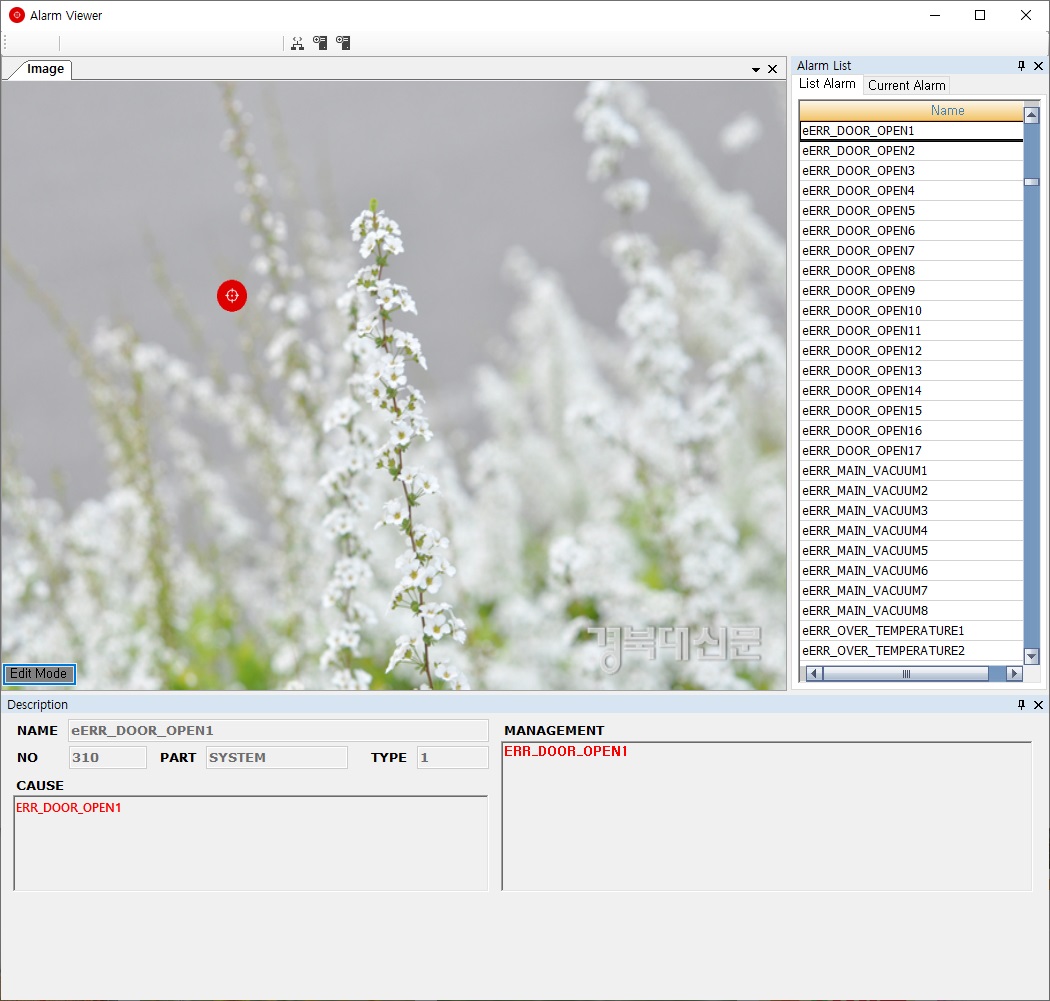 Alarm Viewer
Image
경북대신문
Edit Mode
Alarm List
List Alarm
Current Alarm
Name
eERR_DOOR_OPEN1
eERR_DOOR_OPEN2
eERR_DOOR_OPEN3
eERR_DOOR_OPEN4
eERR_DOOR_OPEN5
eERR_DOOR_OPEN6
eERR_DOOR_OPEN7
eERR_DOOR_OPEN8
eERR_DOOR_OPEN9
eERR_DOOR_OPEN10
eERR_DOOR_OPEN11
eERR_DOOR_OPEN12
eERR_DOOR_OPEN13
eERR_DOOR_OPEN14
eERR_DOOR_OPEN15
eERR_DOOR_OPEN16
eERR_DOOR_OPEN17
eERR_MAIN_VACUUM1
eERR_MAIN_VACUUM2
eERR_MAIN_VACUUM3
eERR_MAIN_VACUUM4
eERR_MAIN_VACUUM5
eERR_MAIN_VACUUM6
eERR_MAIN_VACUUM7
eERR_MAIN_VACUUM8
eERR_OVER_TEMPERATURE1
eERR_OVER_TEMPERATURE2
Description
NAME eERR_DOOR_OPEN1
NO 310 PART SYSTEM TYPE 1
CAUSE
ERR_DOOR_OPEN1
MANAGEMENT
ERR_DOOR_OPEN1